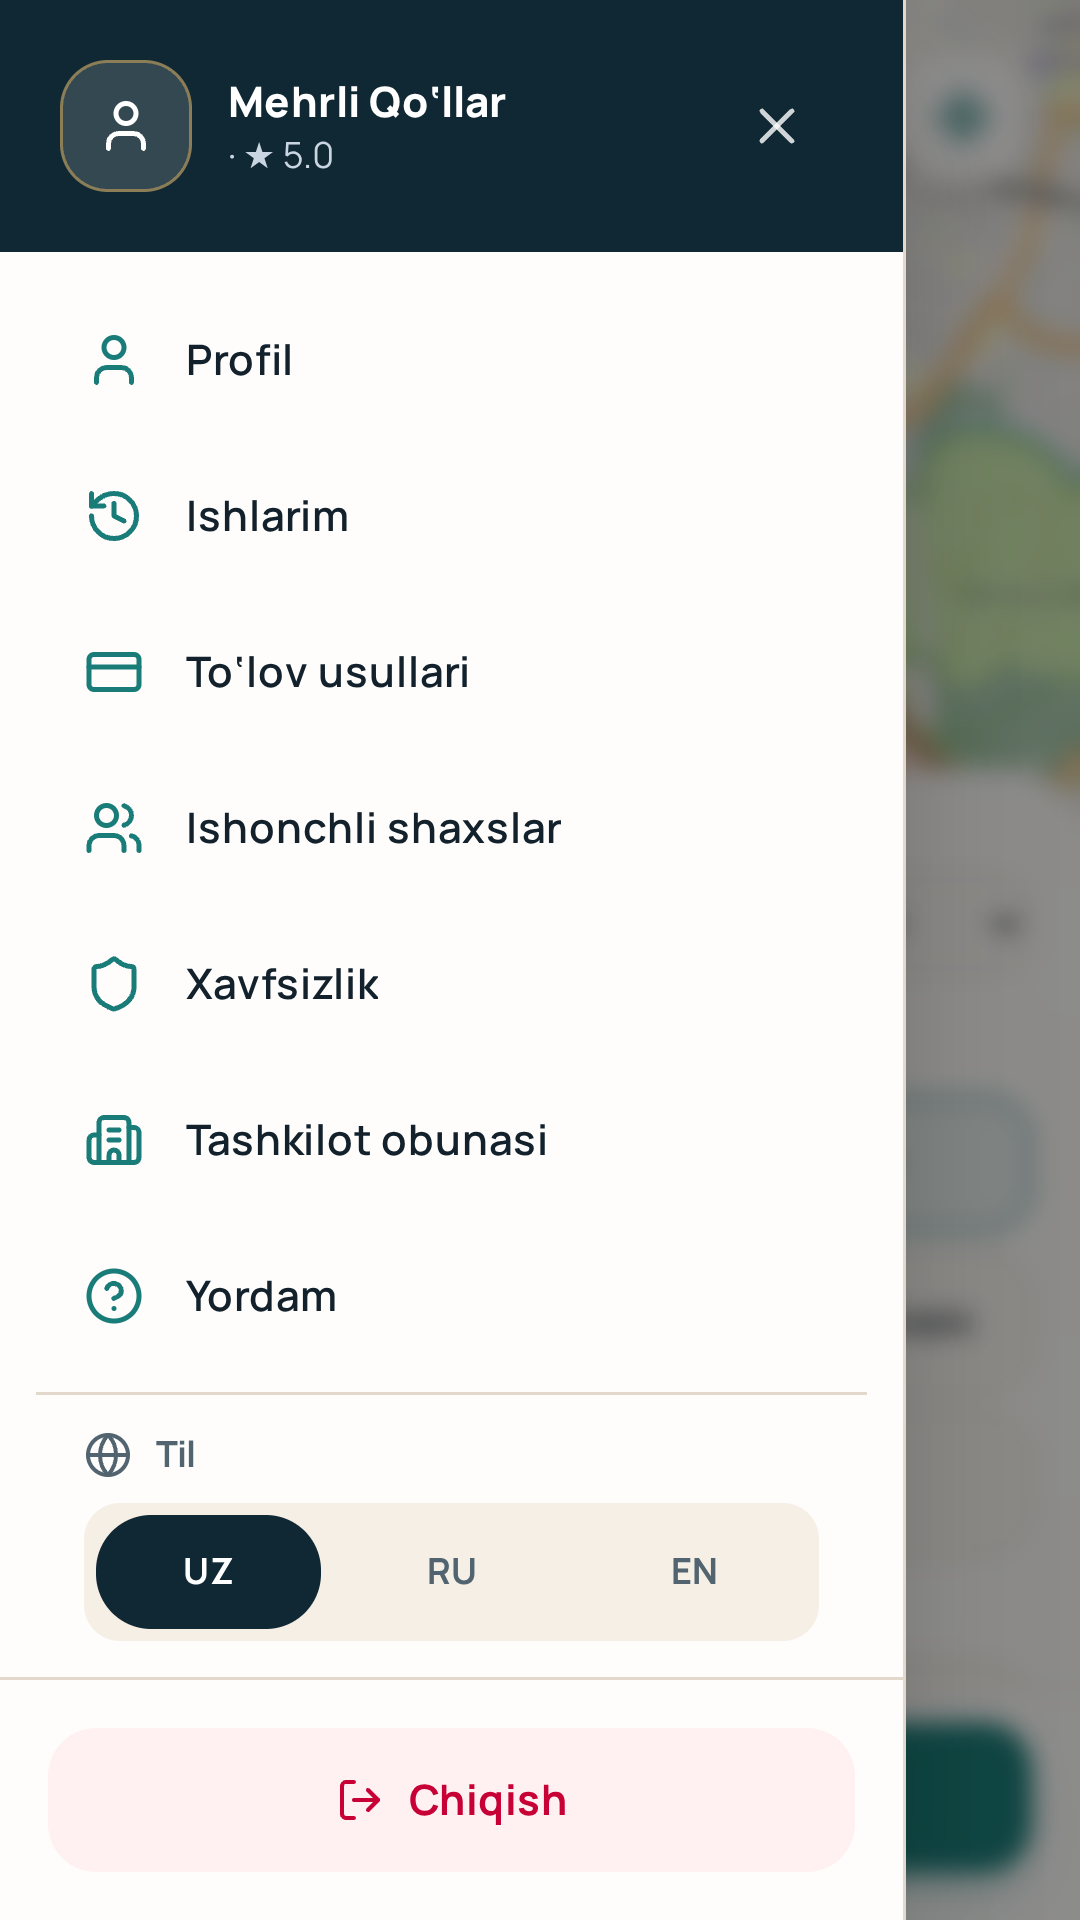 Mehrli Qoʻllar
· ★ 5.0
Profil
Ishlarim
Toʻlov usullari
Ishonchli shaxslar
Xavfsizlik
Tashkilot obunasi
Yordam
Til
UZ RU EN
Chiqish